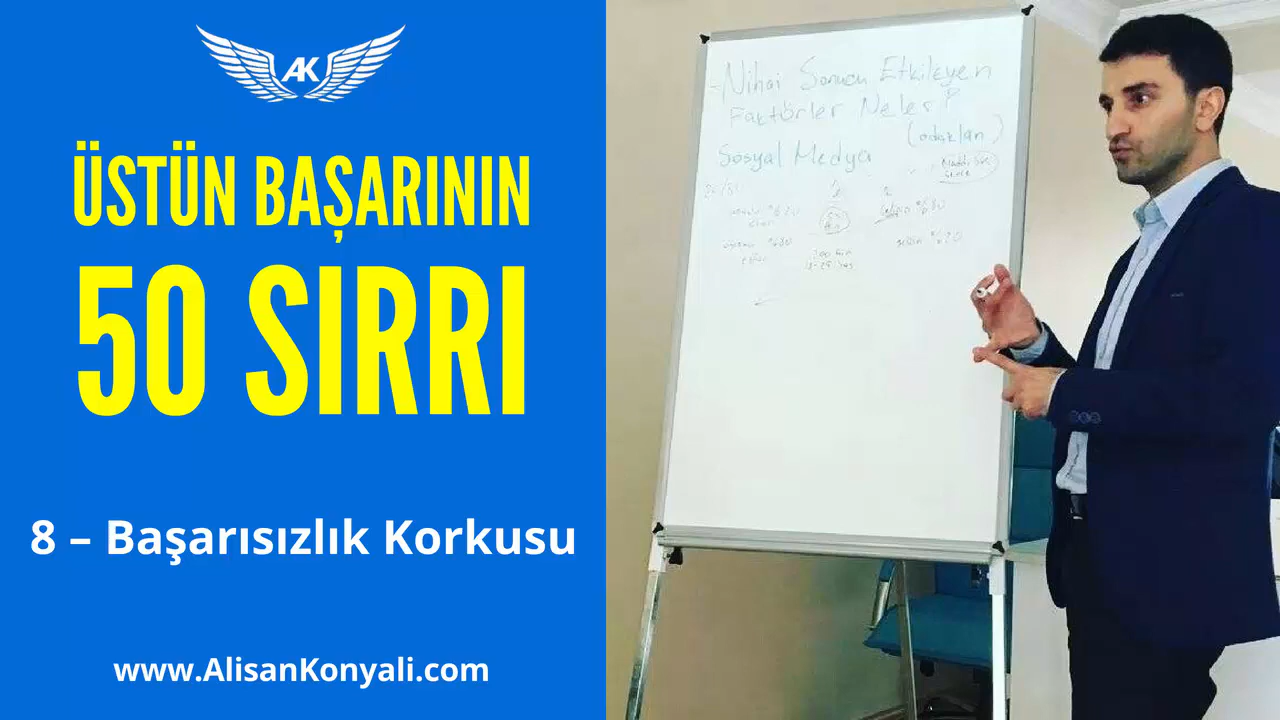 AK
ÜSTÜN BAŞARININ
50 SIRRI
8 – Başarısızlık Korkusu
www.AlisanKonyali.com
- Nihai Sonucu Etkileyen
Faktörler Neler?
(odaklan)
Sosyal Medya